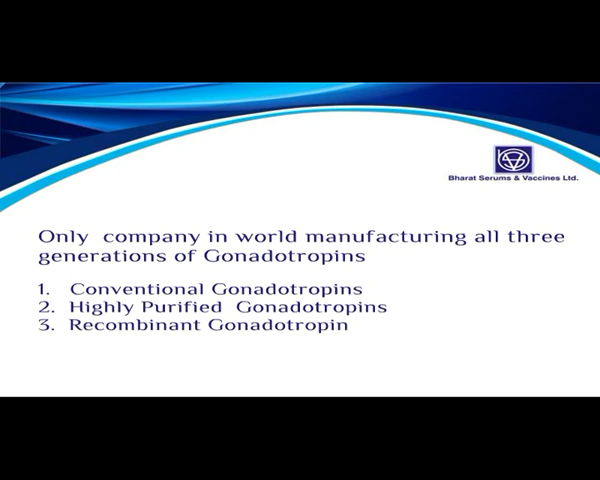 Bharat Serums & Vaccines Ltd.
Only company in world manufacturing all three
generations of Gonadotropins
1. Conventional Gonadotropins
2. Highly Purified Gonadotropins
3. Recombinant Gonadotropin